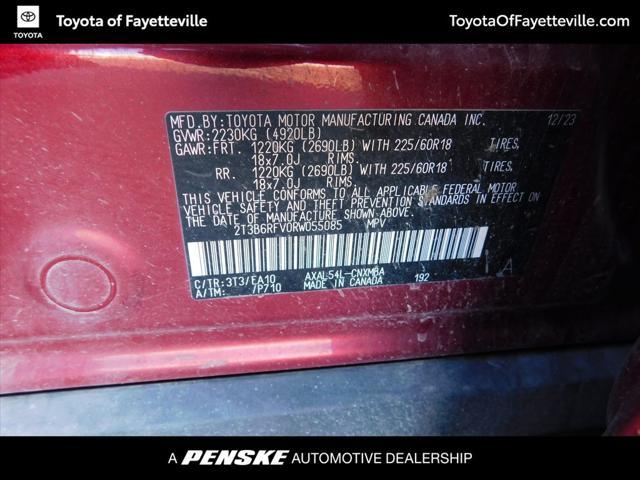 TOYOTA
Toyota of Fayetteville
ToyotaOfFayetteville.com
MFD.BY:TOYOTA MOTOR MANUFACTURING CANADA INC. 12/23
GVWR:2230KG (4920LB)
GAWR:FRT. 1220KG (2690LB) WITH 225/60R18 TIRES,
18x7.0J RIMS.
RR. 1220KG (2690LB) WITH 225/60R18 TIRES,
18x7.0J RIMS.
THIS VEHICLE CONFORMS TO ALL APPLICABLE FEDERAL MOTOR
VEHICLE SAFETY AND THEFT PREVENTION STANDARDS IN EFFECT ON
THE DATE OF MANUFACTURE SHOWN ABOVE.
2T3B6RFV0RW055085 MPV
C/TR:3T3/EA10 AXAL54L-CNXMBA 192 A
A/TM: /P710 MADE IN CANADA
A PENSKE AUTOMOTIVE DEALERSHIP